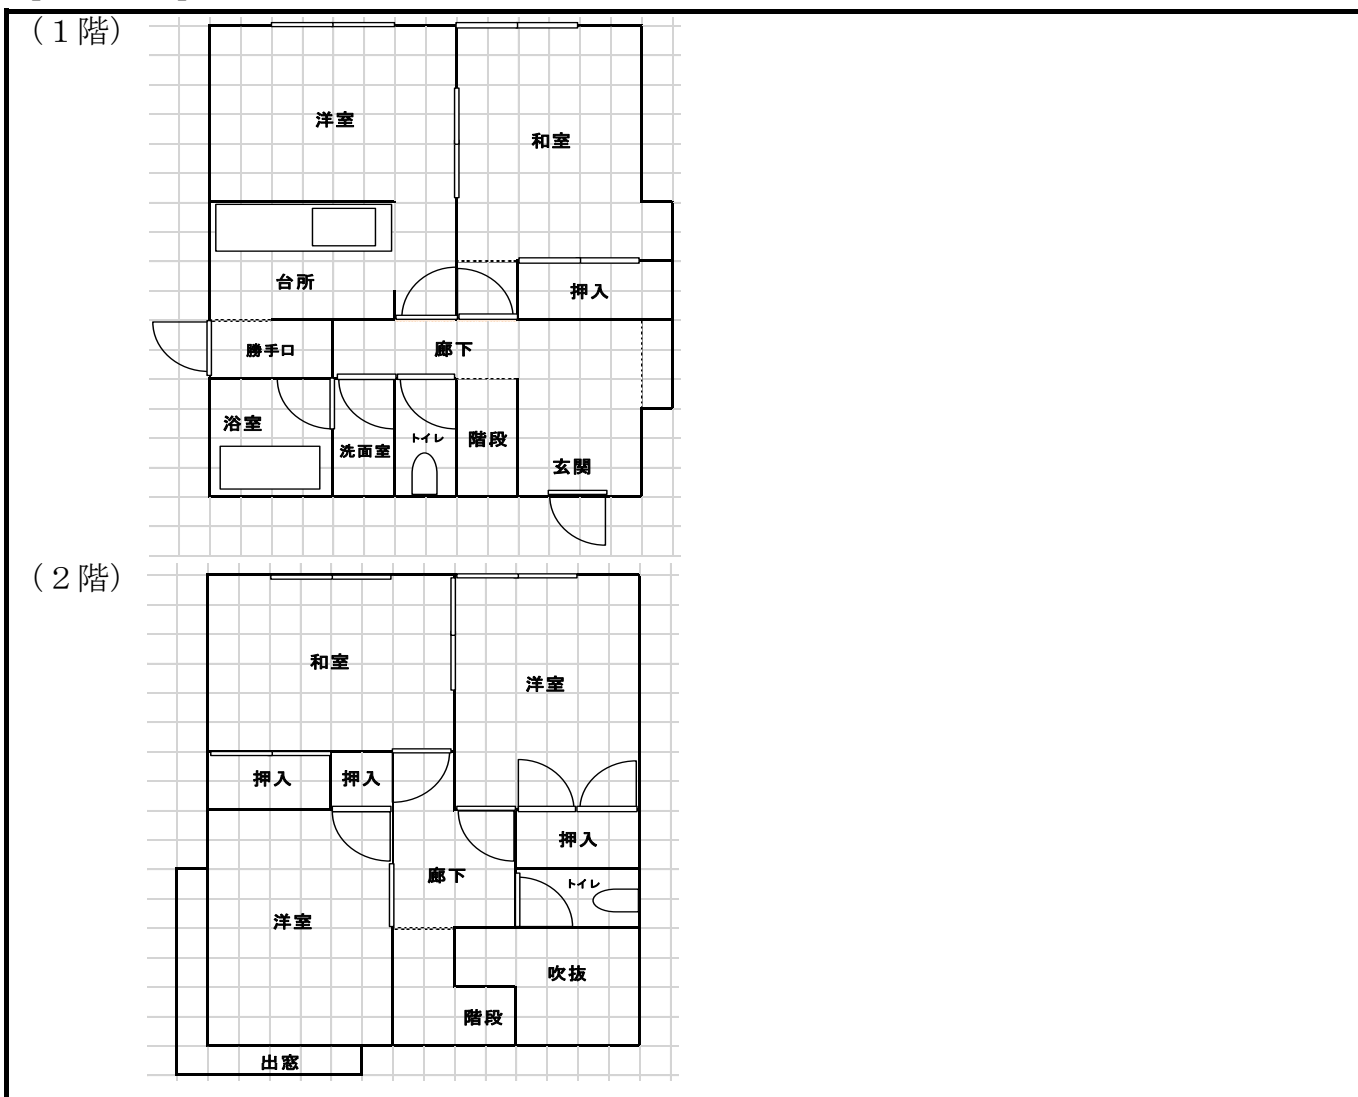 （１階）
洋室
和室
台所
押入
勝手口
廊下
浴室
洗面室
トイレ
階段
玄関
（２階）
和室
洋室
押入
押入
押入
廊下
トイレ
洋室
吹抜
階段
出窓